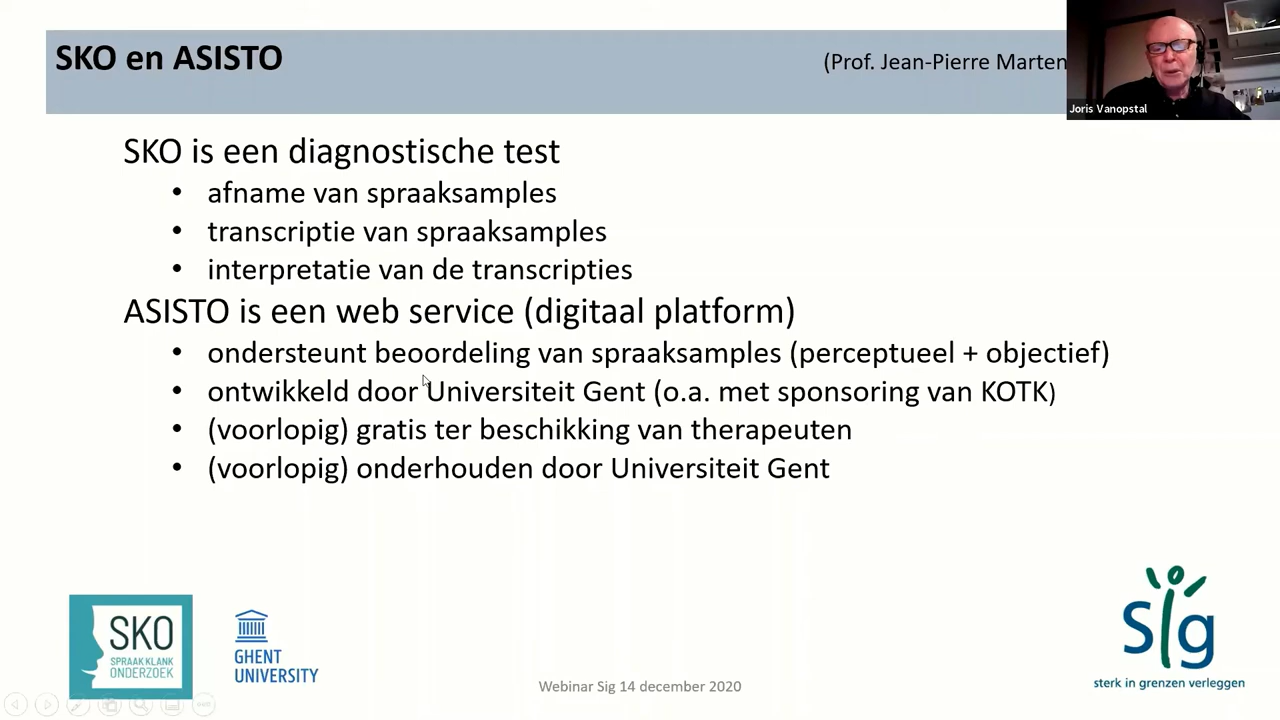 SKO en ASISTO
(Prof. Jean-Pierre Marten
Joris Vanopstal
SKO is een diagnostische test
• afname van spraaksamples
• transcriptie van spraaksamples
• interpretatie van de transcripties
ASISTO is een web service (digitaal platform)
• ondersteunt beoordeling van spraaksamples (perceptueel + objectief)
• ontwikkeld door Universiteit Gent (o.a. met sponsoring van KOTK)
• (voorlopig) gratis ter beschikking van therapeuten
• (voorlopig) onderhouden door Universiteit Gent
SKO
SPRAAK KLANK
ONDERZOEK
GHENT
UNIVERSITY
Webinar Sig 14 december 2020
sig
sterk in grenzen verleggen